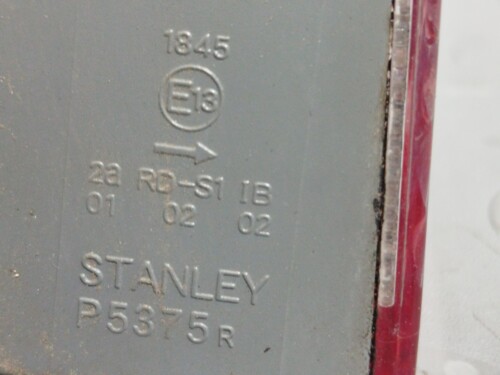 1845
E13
→
2a RD-S1 IB
01 02 02
STANLEY
P5375R